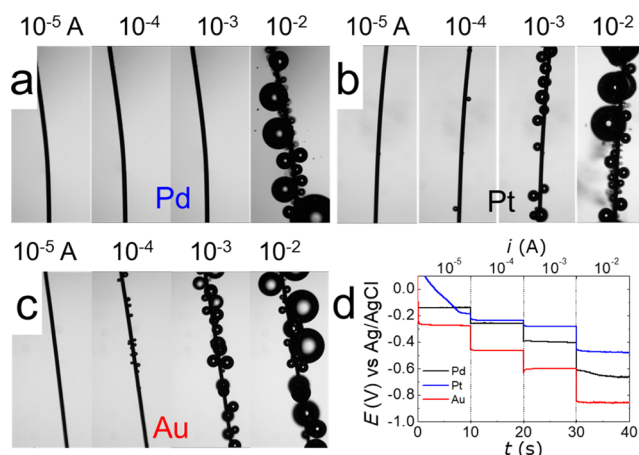 10⁻⁵ A 10⁻⁴ 10⁻³ 10⁻²
a
Pd
10⁻⁵ A 10⁻⁴ 10⁻³ 10⁻²
b
Pt
10⁻⁵ A 10⁻⁴ 10⁻³ 10⁻²
c
Au
i (A)
10⁻⁵ 10⁻⁴ 10⁻³ 10⁻²
d
E (V) vs Ag/AgCl
0.0
-0.2
-0.4
-0.6
-0.8
-1.0
Pd
Pt
Au
0 10 20 30 40
t (s)